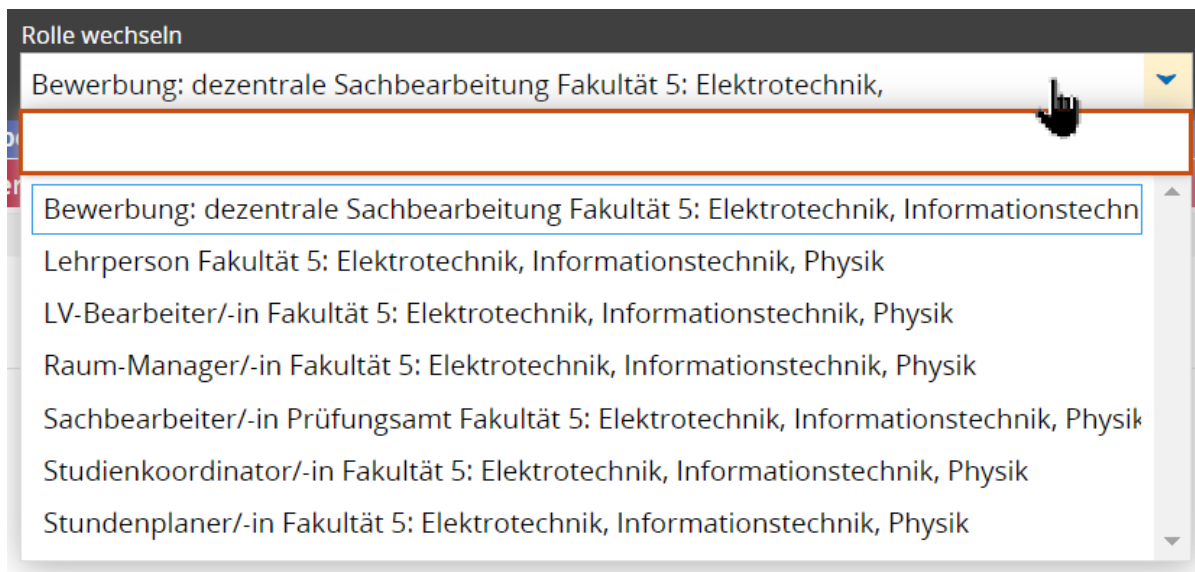 Rolle wechseln
Bewerbung: dezentrale Sachbearbeitung Fakultät 5: Elektrotechnik,
Bewerbung: dezentrale Sachbearbeitung Fakultät 5: Elektrotechnik, Informationstechn
Lehrperson Fakultät 5: Elektrotechnik, Informationstechnik, Physik
LV-Bearbeiter/-in Fakultät 5: Elektrotechnik, Informationstechnik, Physik
Raum-Manager/-in Fakultät 5: Elektrotechnik, Informationstechnik, Physik
Sachbearbeiter/-in Prüfungsamt Fakultät 5: Elektrotechnik, Informationstechnik, Physik
Studienkoordinator/-in Fakultät 5: Elektrotechnik, Informationstechnik, Physik
Stundenplaner/-in Fakultät 5: Elektrotechnik, Informationstechnik, Physik